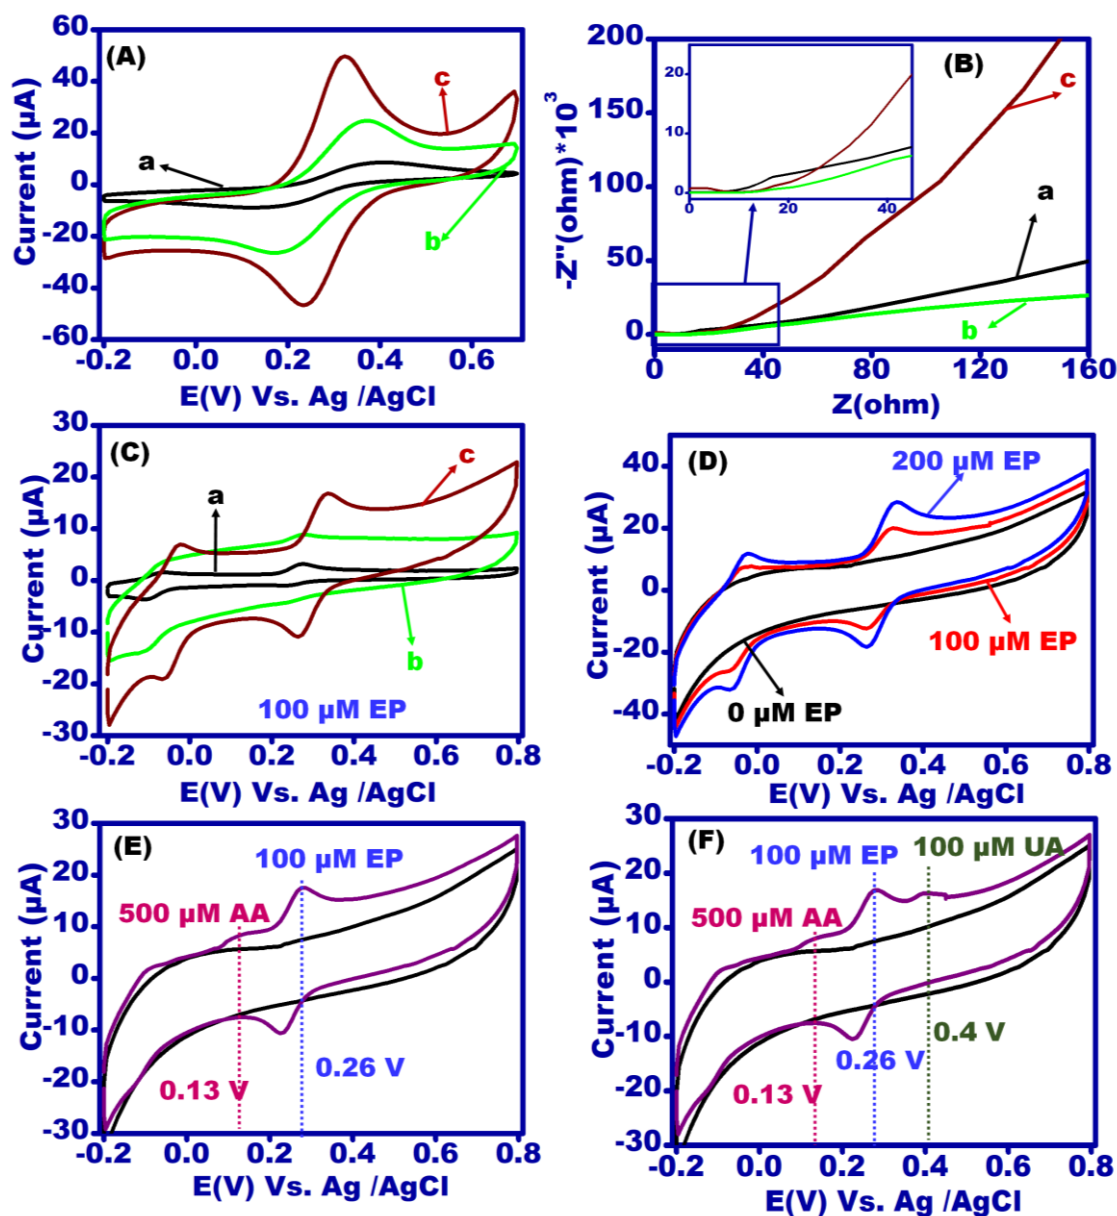 (A)
60
40
20
0
-20
-40
-60
Current (µA)
a
b
c
-0.2 0.0 0.2 0.4 0.6
E(V) Vs. Ag /AgCl
(B)
200
150
100
50
0
-Z''(ohm)*10^3
20
10
0
0 20 40
c
a
b
0 40 80 120 160
Z(ohm)
(C)
30
20
10
0
-10
-20
-30
Current (µA)
a
c
b
100 µM EP
-0.2 0.0 0.2 0.4 0.6 0.8
E(V) Vs. Ag /AgCl
(D)
40
20
0
-20
-40
Current (µA)
200 µM EP
100 µM EP
0 µM EP
-0.2 0.0 0.2 0.4 0.6 0.8
E(V) Vs. Ag /AgCl
(E)
30
20
10
0
-10
-20
-30
Current (µA)
100 µM EP
500 µM AA
0.26 V
0.13 V
-0.2 0.0 0.2 0.4 0.6 0.8
E(V) Vs. Ag /AgCl
(F)
30
20
10
0
-10
-20
-30
Current (µA)
100 µM UA
100 µM EP
500 µM AA
0.4 V
0.26 V
0.13 V
-0.2 0.0 0.2 0.4 0.6 0.8
E(V) Vs. Ag /AgCl